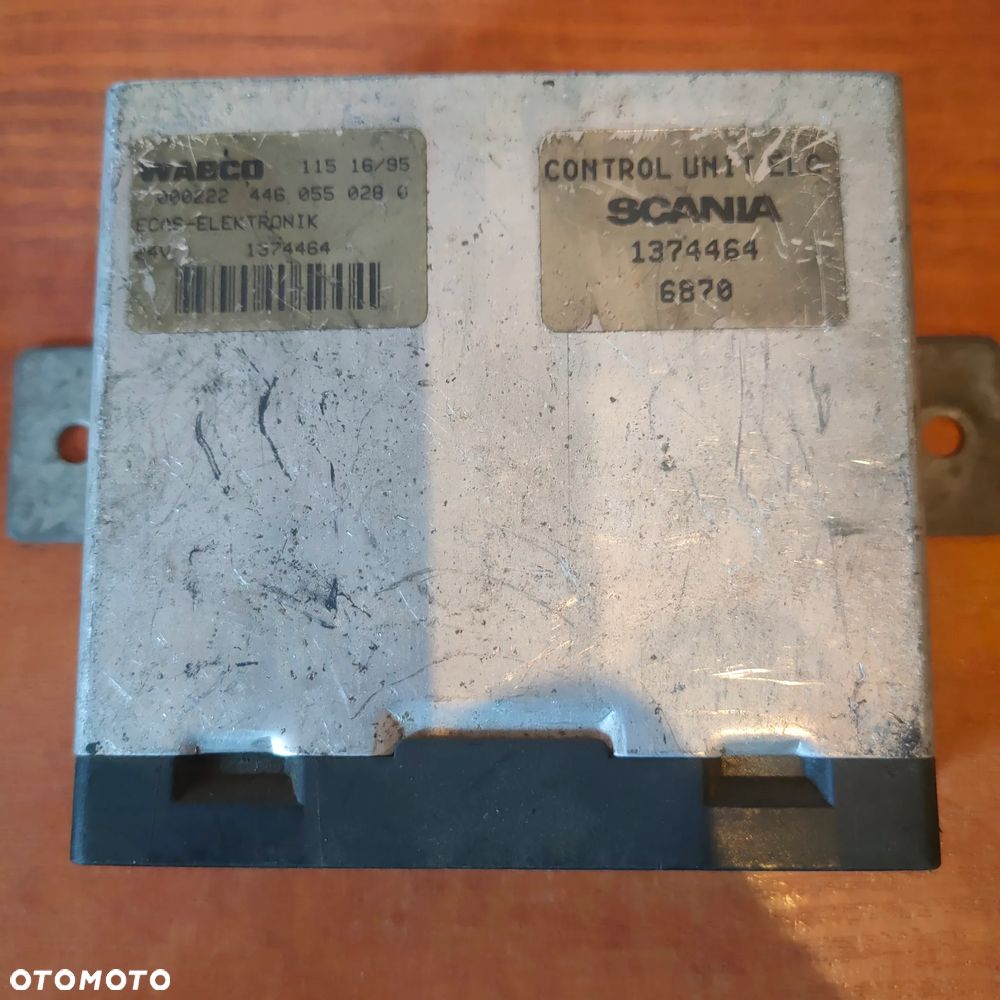 WABCO 115 16/95
000222 446 055 028 0
ECAS-ELEKTRONIK
24V 1374464
CONTROL UNIT ELC
SCANIA
1374464
6870
OTOMOTO